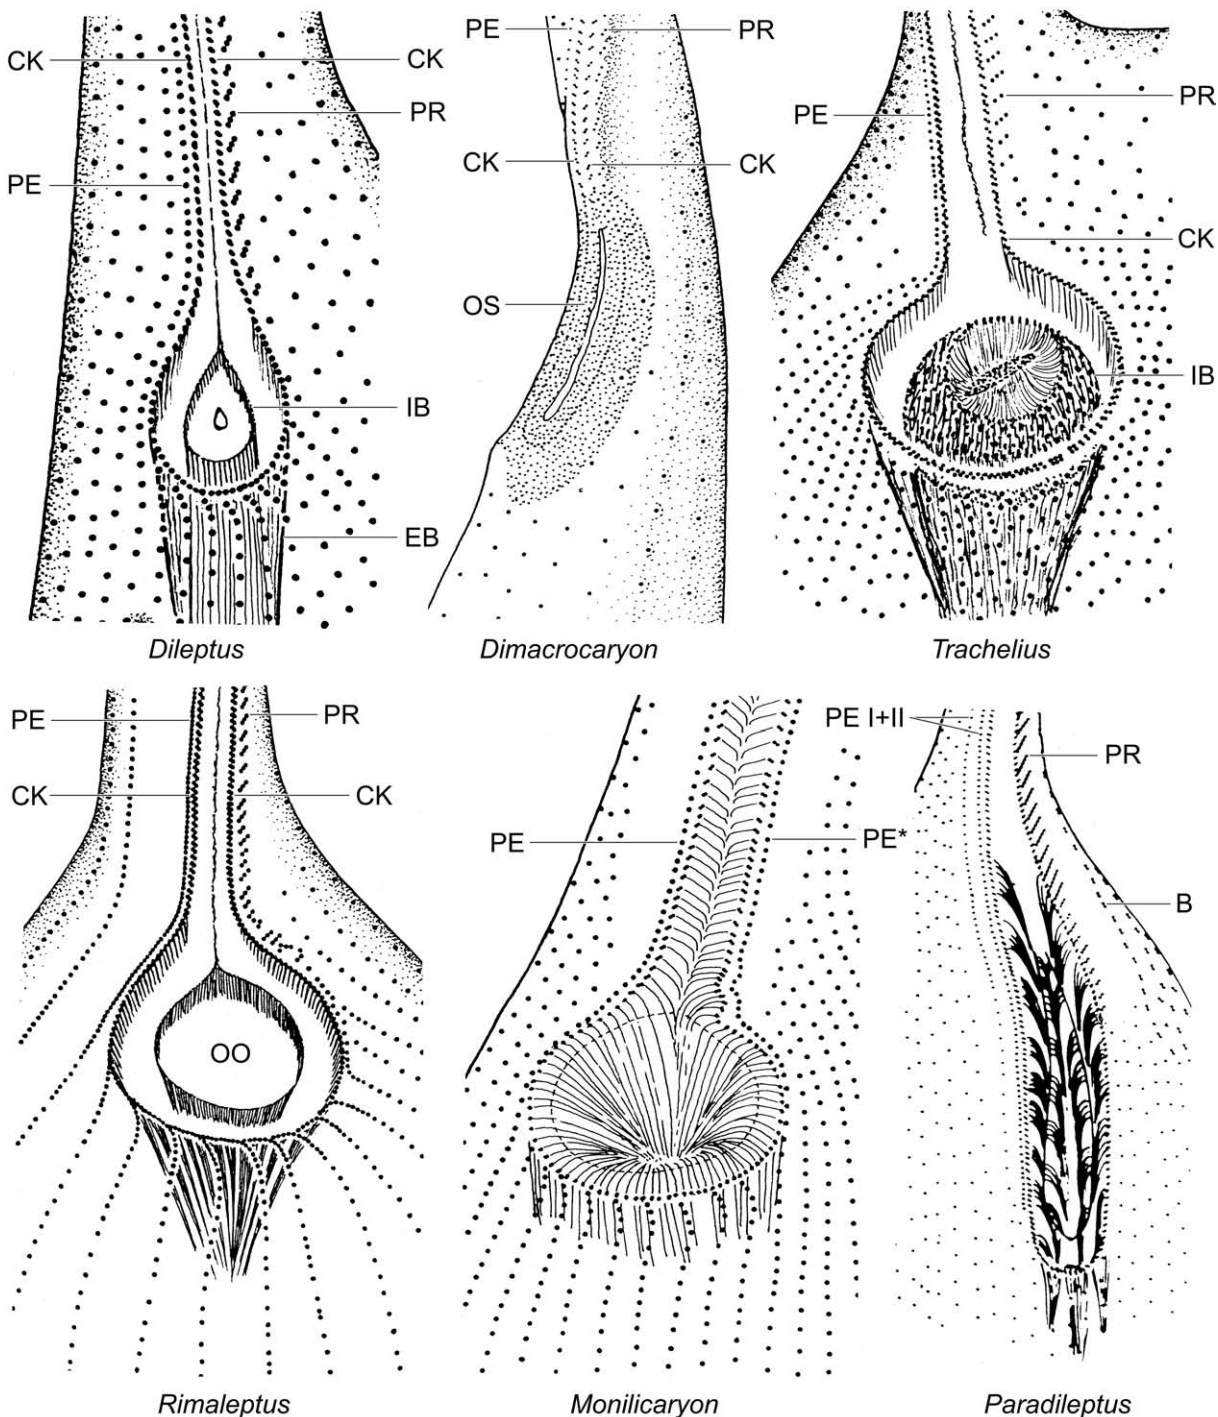 CK CK
PR
PE
IB
EB
Dileptus
PE PR
CK CK
OS
Dimacrocaryon
PE PR
CK
IB
Trachelius
PE PR
CK CK
OO
Rimaleptus
PE PE*
Monilicaryon
PE I+II
PR
B
Paradileptus